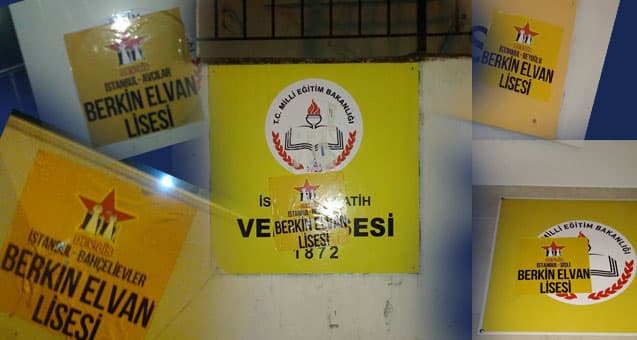 İSTANBUL - AVCILAR
BERKİN ELVAN
LİSESİ
İSTANBUL - BAHÇELİEVLER
BERKİN ELVAN
LİSESİ
T.C. MİLLİ EĞİTİM BAKANLIĞI
İS ATİH
BERKİN ELVAN
LİSESİ
VE SESİ
1872
İSTANBUL - BEYOĞLU
BERKİN ELVAN
LİSESİ
MİLLİ EĞİTİM BAKANLIĞI
İSTANBUL - ŞİŞLİ
BERKİN ELVAN
LİSESİ